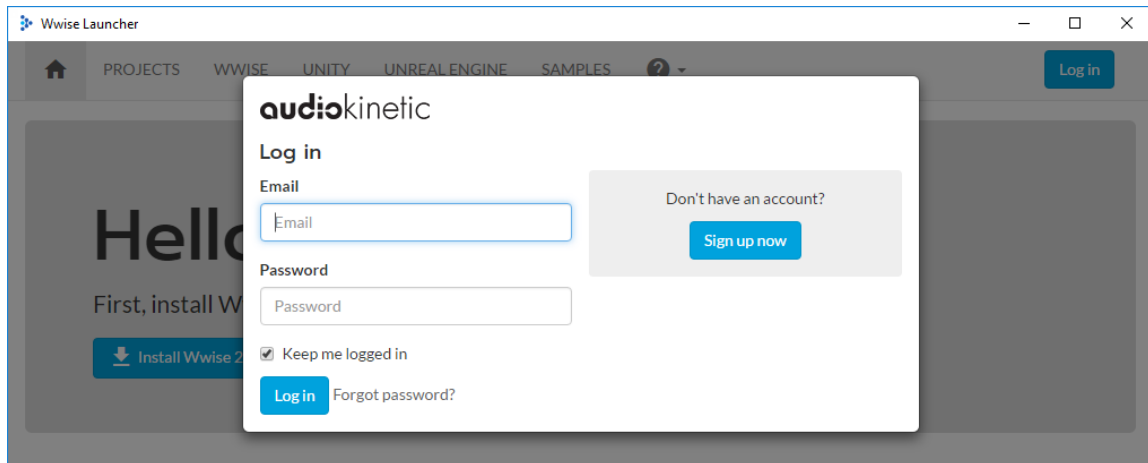 Wwise Launcher
PROJECTS WWISE UNITY UNREAL ENGINE SAMPLES ?
Log in
audiokinetic
Log in
Email
Email
Password
Password
Keep me logged in
Log in Forgot password?
Don't have an account?
Sign up now
Hello
First, install W
Install Wwise 2